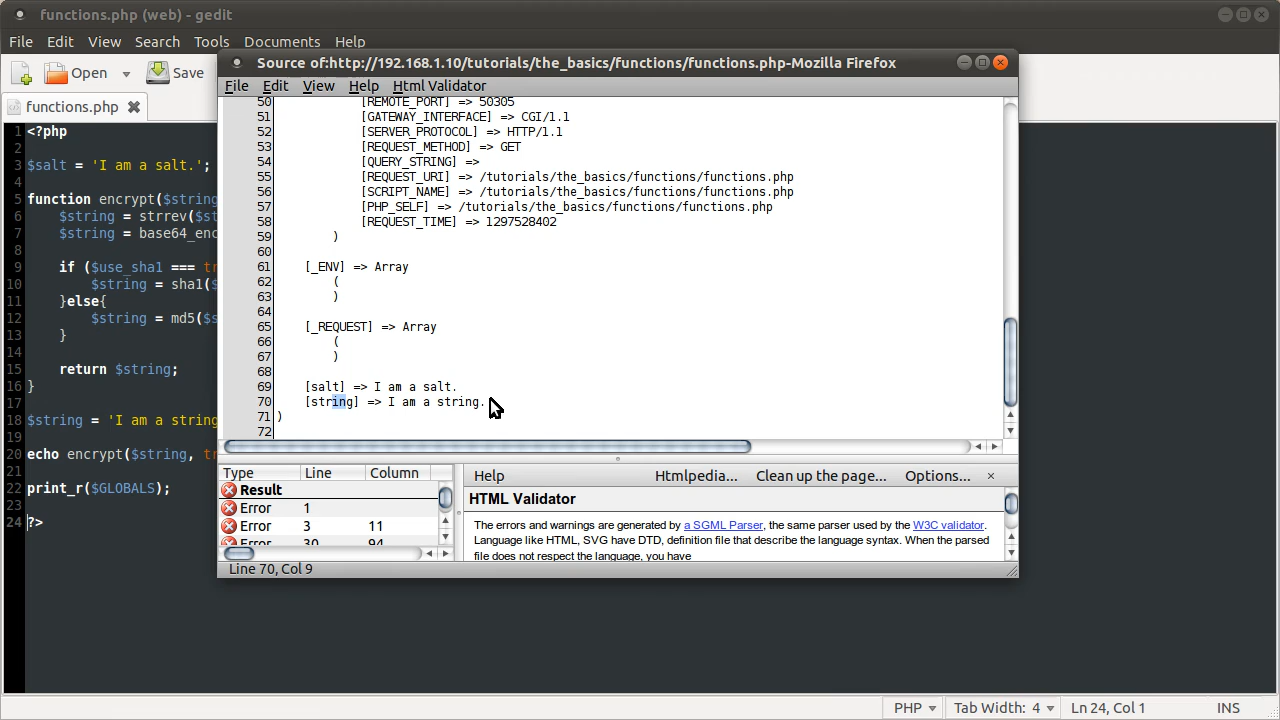 functions.php (web) - gedit
File Edit View Search Tools Documents Help
Open Save
functions.php
1 <?php
2
3 $salt = 'I am a salt.';
4
5 function encrypt($string
6 $string = strrev($st
7 $string = base64_enc
8
9 if ($use_sha1 === tr
10 $string = sha1($
11 }else{
12 $string = md5($s
13 }
14
15 return $string;
16 }
17
18 $string = 'I am a string
19
20 echo encrypt($string, tr
21
22 print_r($GLOBALS);
23
24 ?>
Source of:http://192.168.1.10/tutorials/the_basics/functions/functions.php-Mozilla Firefox
File Edit View Help Html Validator
50 [REMOTE_PORT] => 50305
51 [GATEWAY_INTERFACE] => CGI/1.1
52 [SERVER_PROTOCOL] => HTTP/1.1
53 [REQUEST_METHOD] => GET
54 [QUERY_STRING] =>
55 [REQUEST_URI] => /tutorials/the_basics/functions/functions.php
56 [SCRIPT_NAME] => /tutorials/the_basics/functions/functions.php
57 [PHP_SELF] => /tutorials/the_basics/functions/functions.php
58 [REQUEST_TIME] => 1297528402
59 )
60
61 [_ENV] => Array
62 (
63 )
64
65 [_REQUEST] => Array
66 (
67 )
68
69 [salt] => I am a salt.
70 [string] => I am a string.
71 )
72
Type Line Column
Result
Error 1
Error 3 11
Error 30 94
Help Htmlpedia... Clean up the page... Options... ×
HTML Validator
The errors and warnings are generated by a SGML Parser, the same parser used by the W3C validator.
Language like HTML, SVG have DTD, definition file that describe the language syntax. When the parsed
file does not respect the language, you have
Line 70, Col 9
PHP Tab Width: 4 Ln 24, Col 1 INS